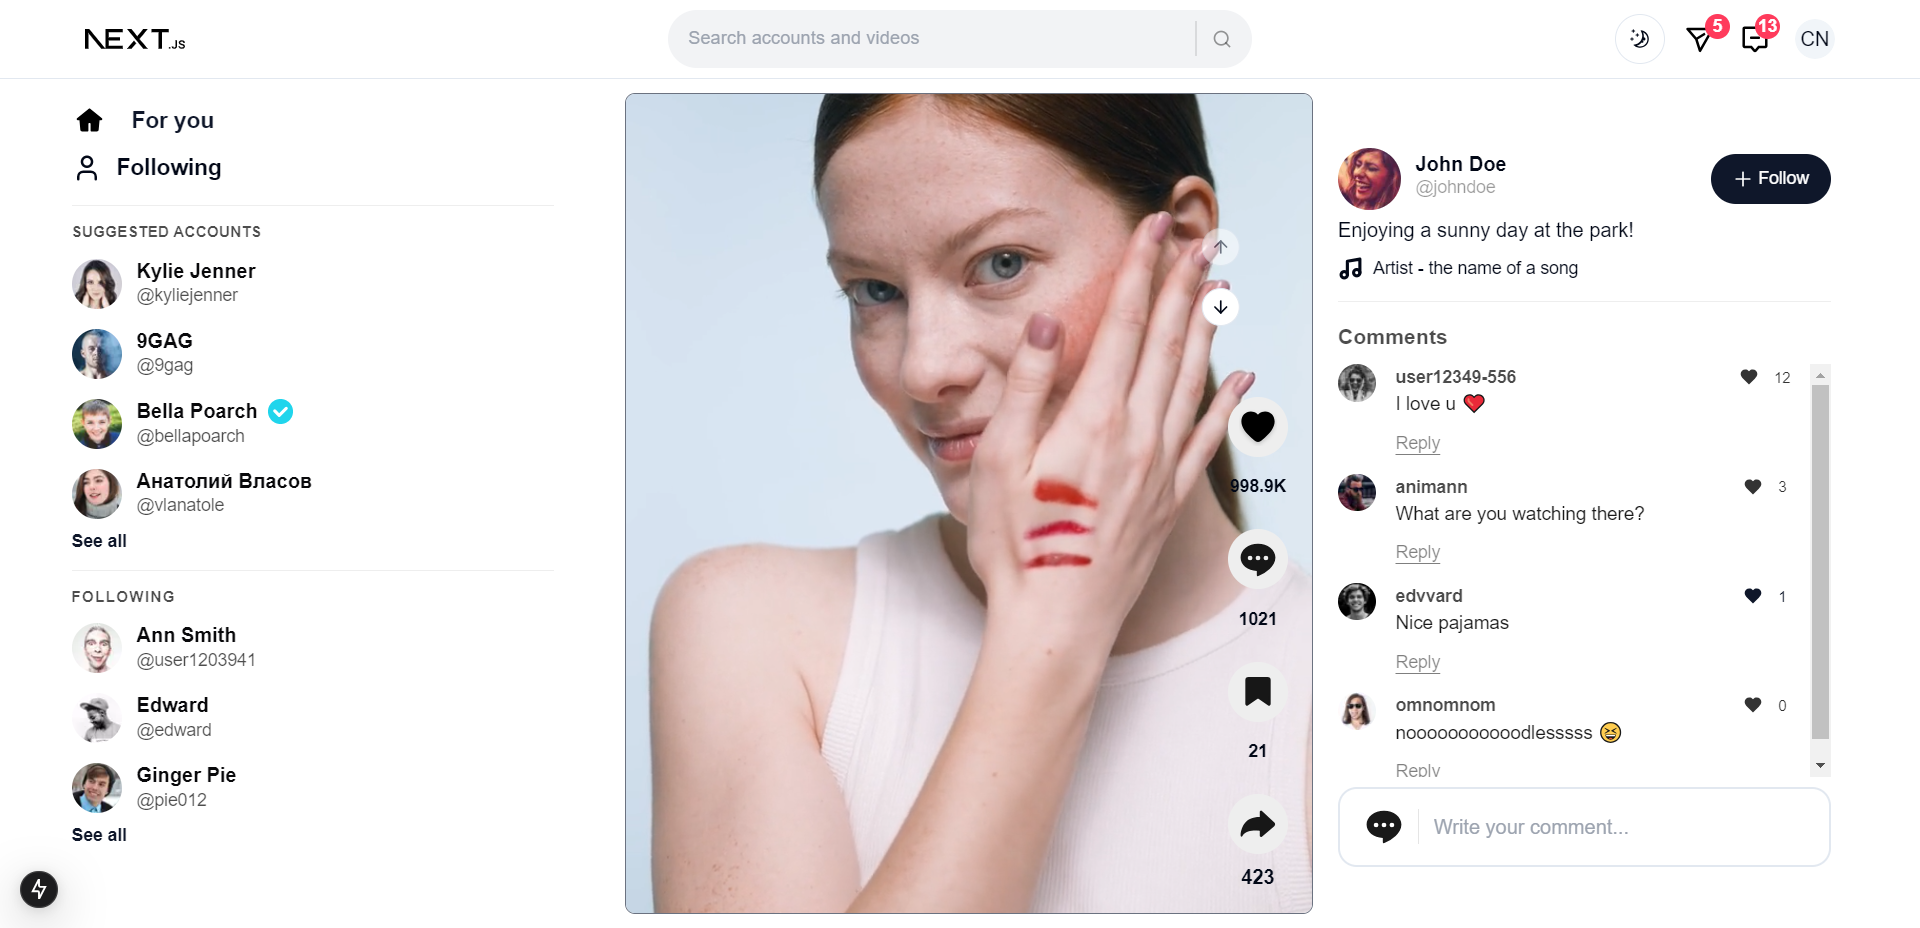 NEXT.JS
Search accounts and videos
5
13
CN
For you
Following
SUGGESTED ACCOUNTS
Kylie Jenner
@kyliejenner
9GAG
@9gag
Bella Poarch
@bellapoarch
Анатолий Власов
@vlanatole
See all
FOLLOWING
Ann Smith
@user1203941
Edward
@edward
Ginger Pie
@pie012
See all
998.9K
1021
21
423
John Doe
@johndoe
Follow
Enjoying a sunny day at the park!
Artist - the name of a song
Comments
user12349-556
12
I love u ❤️
Reply
animann
3
What are you watching there?
Reply
edvvard
1
Nice pajamas
Reply
omnomnom
0
nooooooooooodlesssss 😆
Reply
Write your comment...